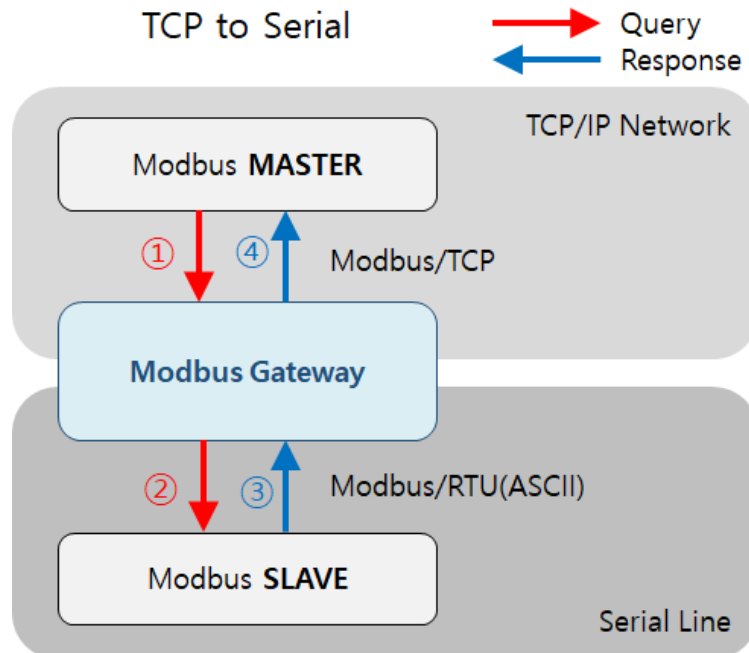 TCP to Serial
Query
Response
TCP/IP Network
Modbus MASTER
① ④
Modbus/TCP
Modbus Gateway
② ③
Modbus/RTU(ASCII)
Modbus SLAVE
Serial Line